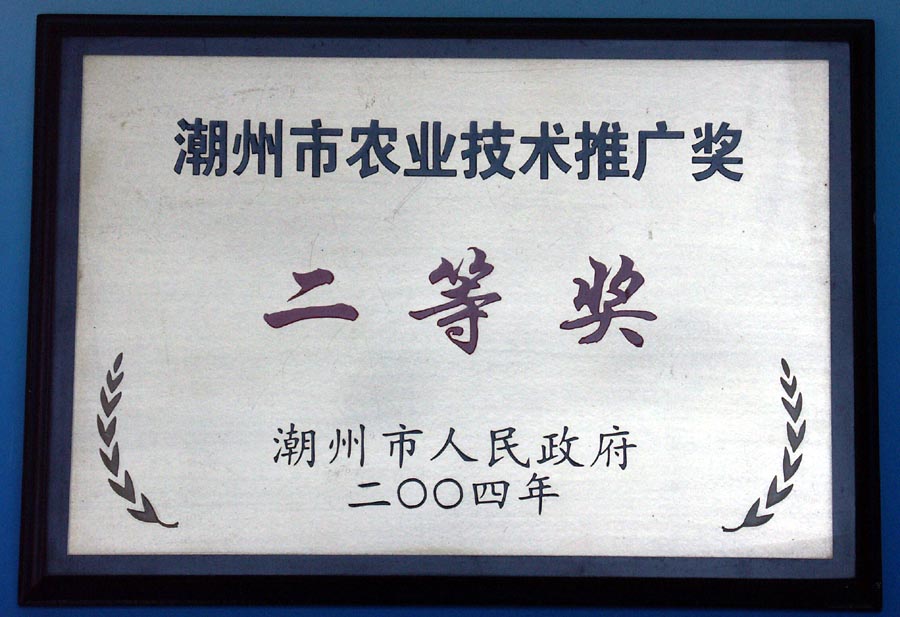 潮州市农业技术推广奖
二等奖
潮州市人民政府
二〇〇四年